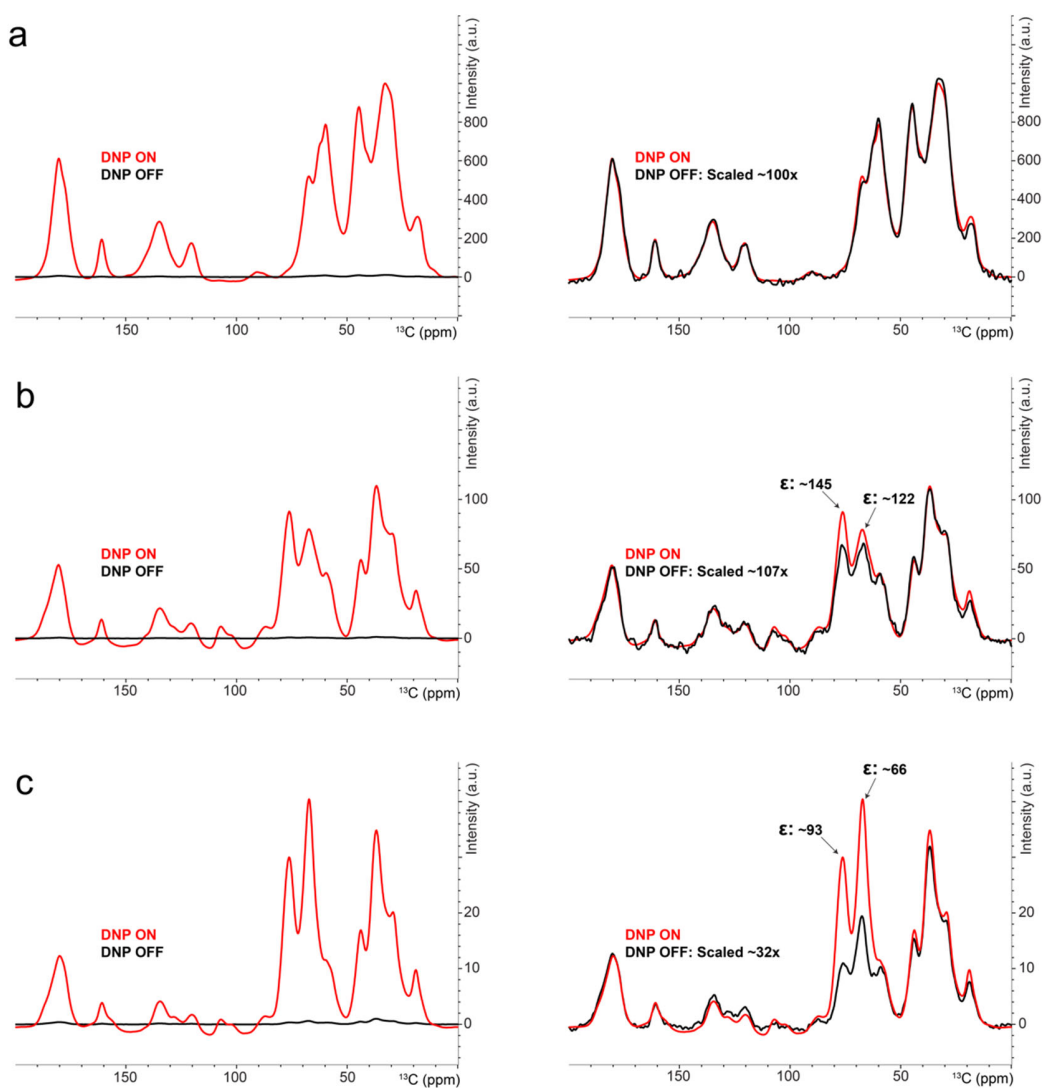 a
Intensity (a.u.)
800
600
400
200
0
DNP ON
DNP OFF
150
100
50
¹³C (ppm)
Intensity (a.u.)
800
600
400
200
0
DNP ON
DNP OFF: Scaled ~100x
150
100
50
¹³C (ppm)
b
Intensity (a.u.)
100
50
0
DNP ON
DNP OFF
150
100
50
¹³C (ppm)
Intensity (a.u.)
100
50
0
ε: ~145
ε: ~122
DNP ON
DNP OFF: Scaled ~107x
150
100
50
¹³C (ppm)
c
Intensity (a.u.)
20
10
0
DNP ON
DNP OFF
150
100
50
¹³C (ppm)
Intensity (a.u.)
20
10
0
ε: ~66
ε: ~93
DNP ON
DNP OFF: Scaled ~32x
150
100
50
¹³C (ppm)